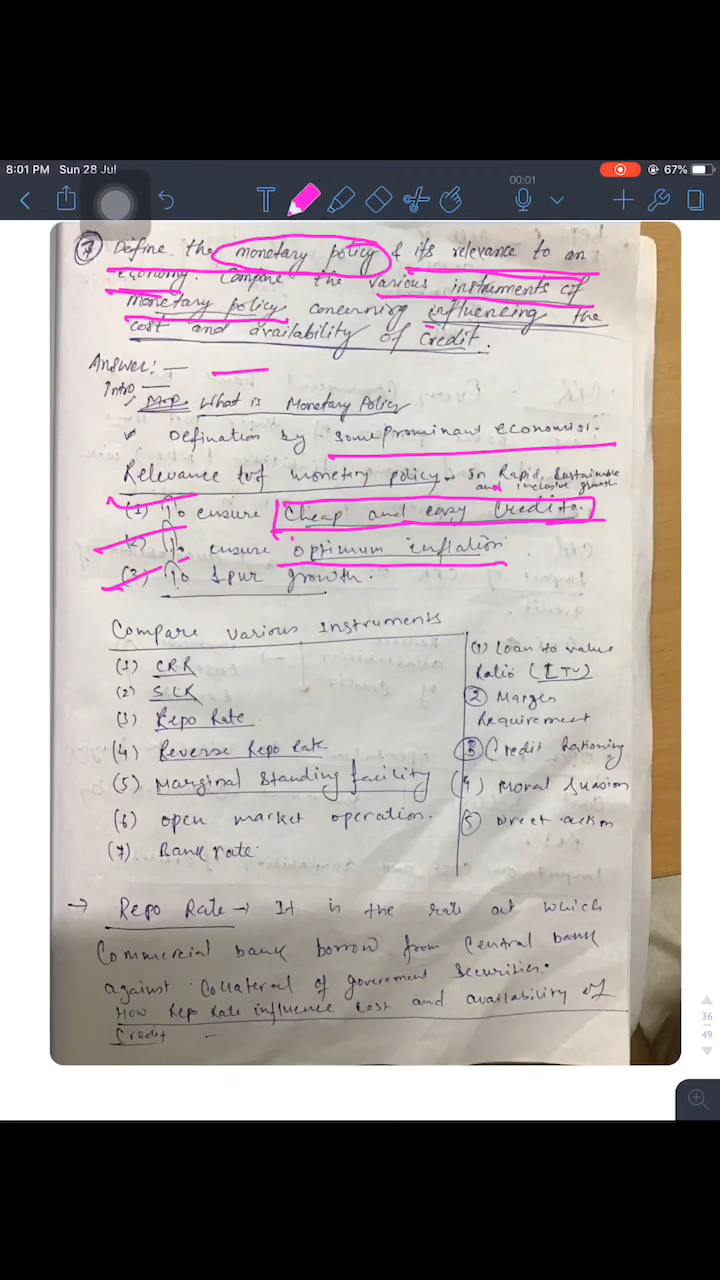 8:01 PM Sun 28 Jul
67%
00:01
T
7 Define the monetary policy & its relevance to an
economy. Compare the various instruments of
monetary policy concerning influencing the
cost and availability of credit.
Answer:-
Intro -
What is Monetary Policy
Defination by some prominant economist.
Relevance of monetary policy in Rapid, Sustainable
and inclusive growth
(1) To ensure cheap and easy credit.
(2) To ensure optimum inflation
(3) To spur growth.
Compare various Instruments
(1) CRR
(2) SLR
(3) Repo Rate
(4) Reverse Repo Rate
(5) Marginal Standing facility
(6) open market operation.
(7) Bank rate.
(1) Loan to value
Ratio (LTV)
(2) Margin
Requirement
(3) Credit Rationing
(4) Moral Suasion
(5) Direct action
→ Repo Rate → It is the rate at which
Commercial bank borrow from Central bank
against collateral of government Securities.
How Repo Rate influence Cost and availability of
Credit -
36
49